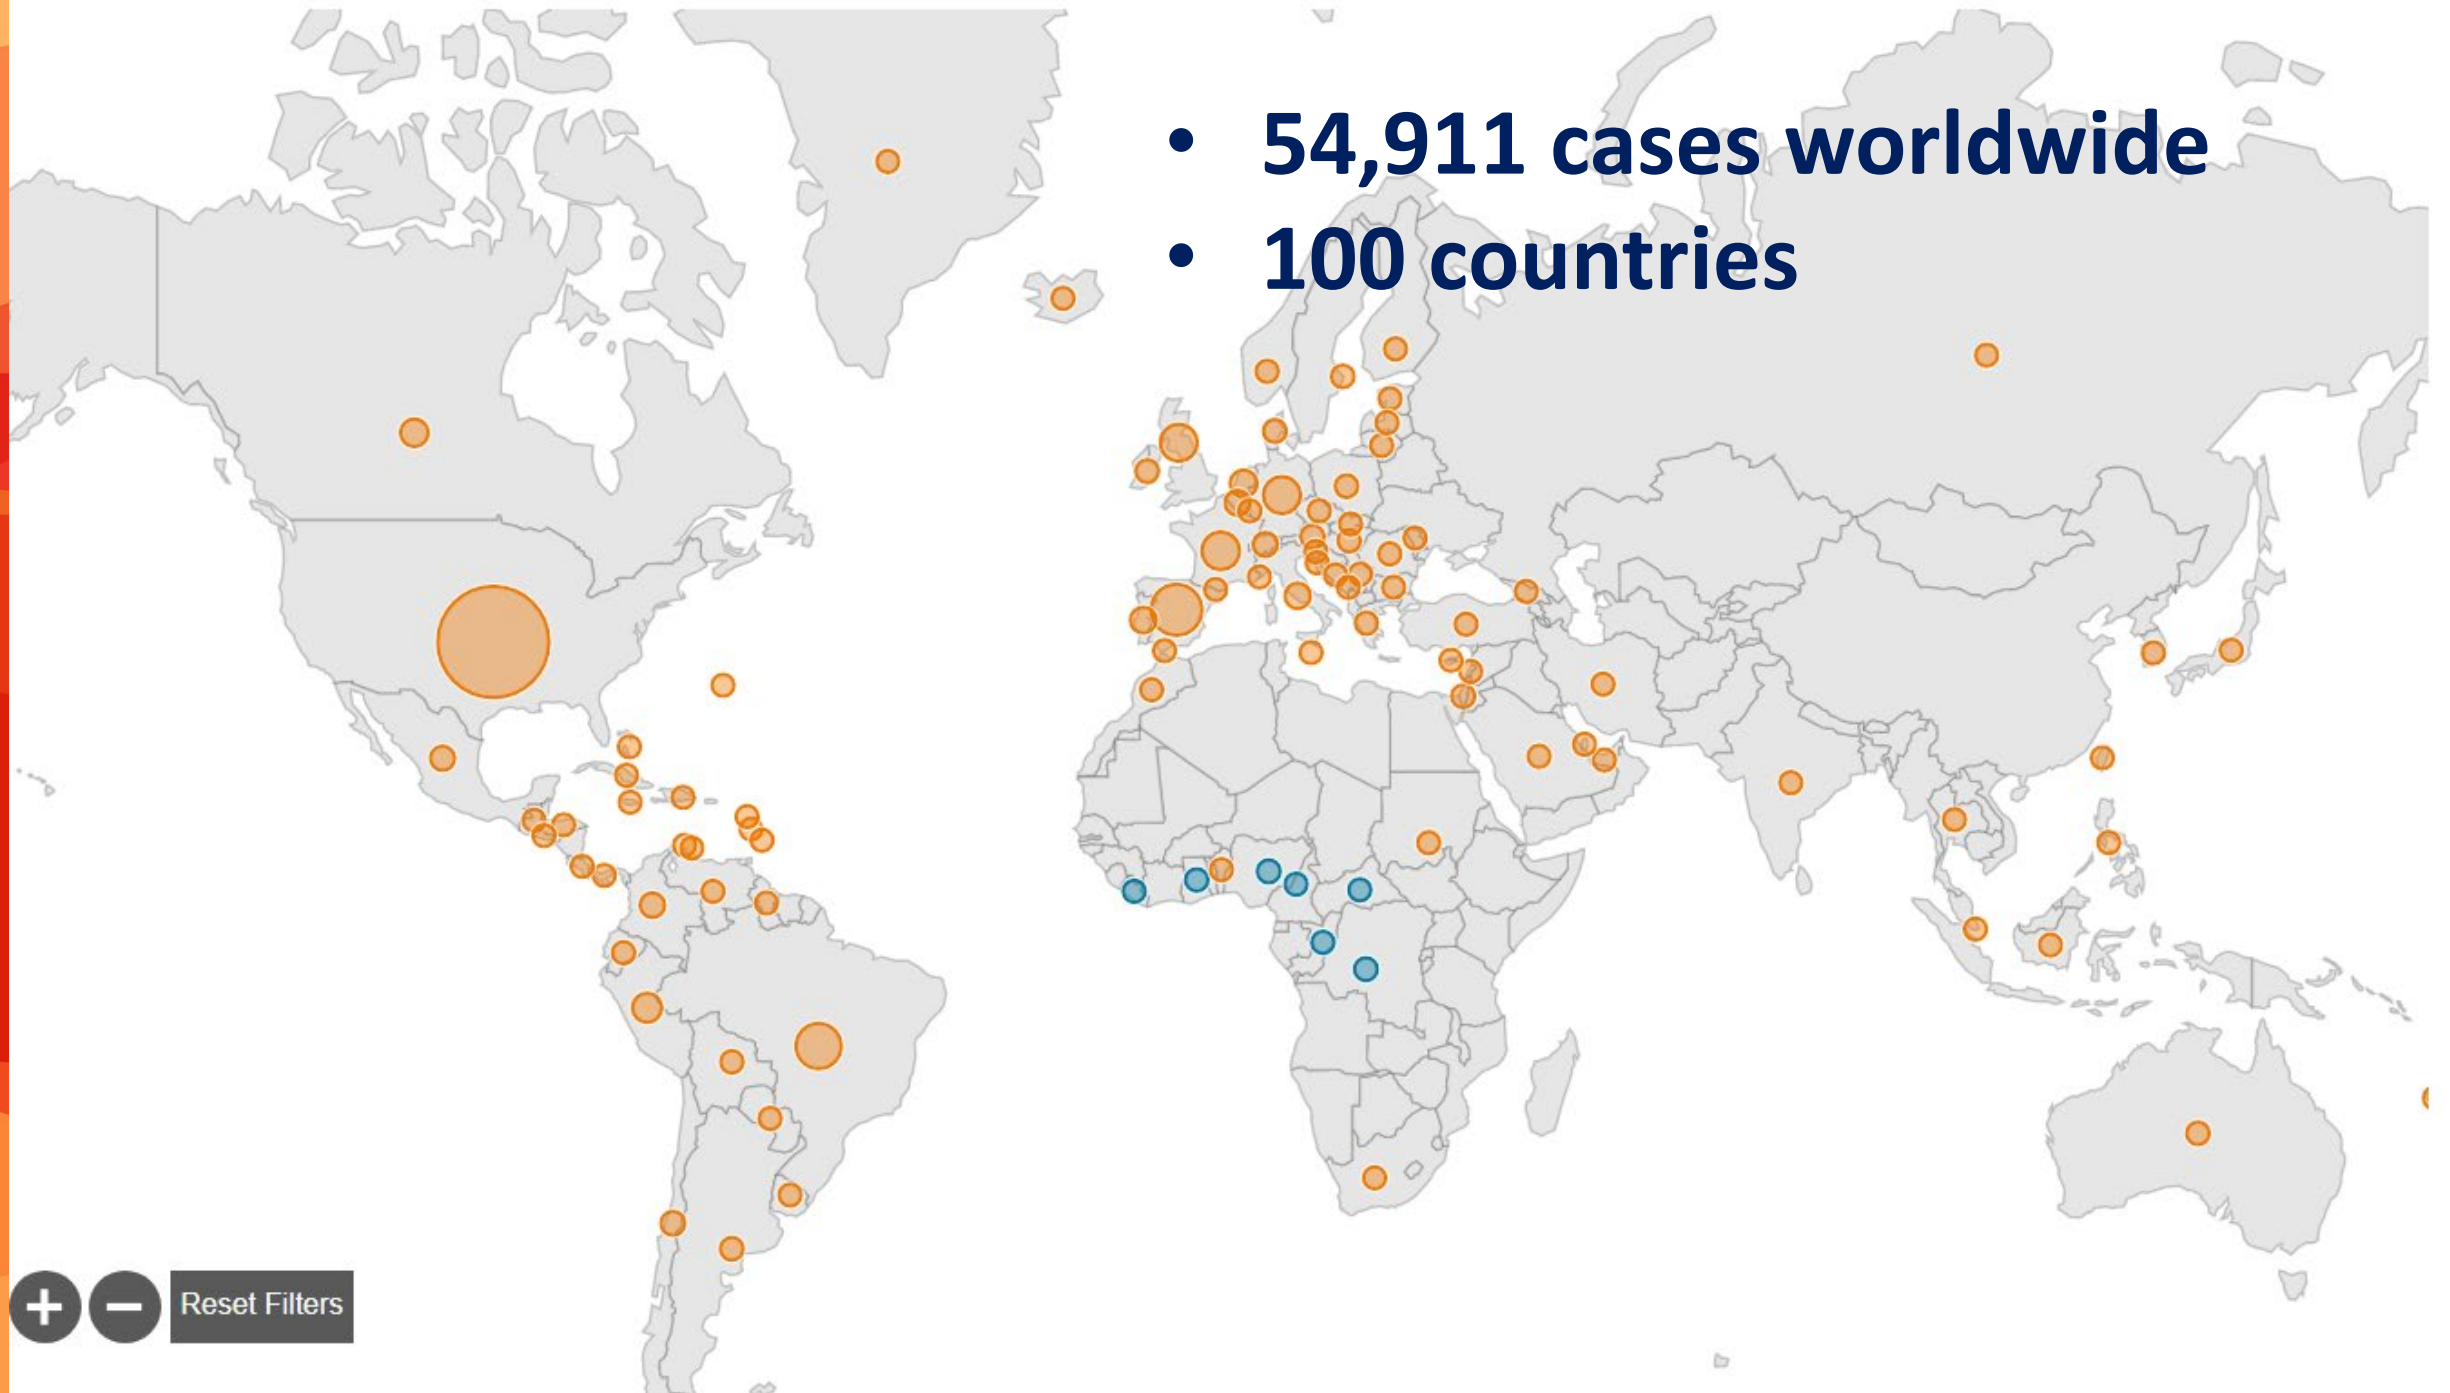 • 54,911 cases worldwide
• 100 countries
Reset Filters